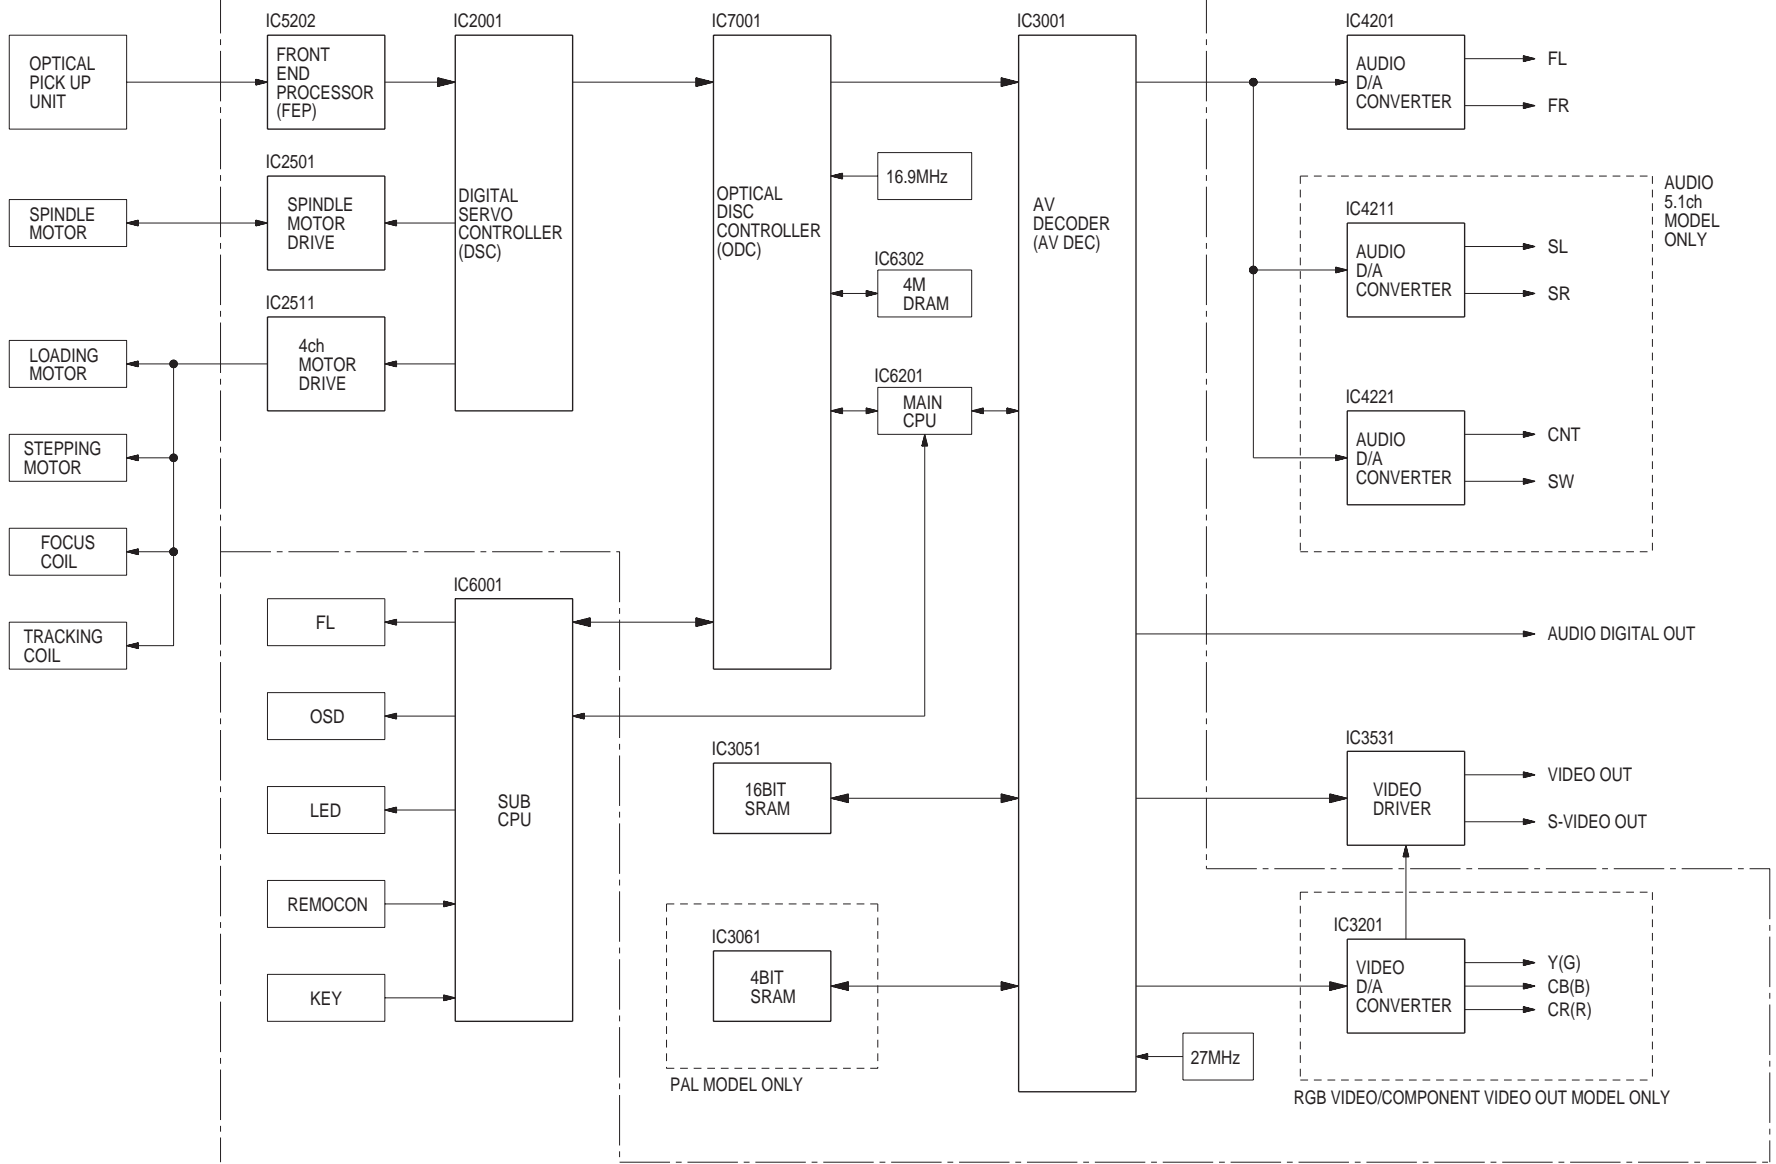 IC5202
IC2001
IC7001
IC3001
IC4201
OPTICAL
PICK UP
UNIT
FRONT
END
PROCESSOR
(FEP)
AUDIO
D/A
CONVERTER
FL
FR
IC2501
16.9MHz
AUDIO
5.1ch
MODEL
ONLY
SPINDLE
MOTOR
SPINDLE
MOTOR
DRIVE
DIGITAL
SERVO
CONTROLLER
(DSC)
OPTICAL
DISC
CONTROLLER
(ODC)
AV
DECODER
(AV DEC)
IC4211
AUDIO
D/A
CONVERTER
SL
SR
IC6302
4M
DRAM
IC2511
LOADING
MOTOR
4ch
MOTOR
DRIVE
IC6201
MAIN
CPU
IC4221
AUDIO
D/A
CONVERTER
CNT
SW
STEPPING
MOTOR
FOCUS
COIL
TRACKING
COIL
IC6001
FL
AUDIO DIGITAL OUT
OSD
IC3051
16BIT
SRAM
IC3531
VIDEO
DRIVER
VIDEO OUT
S-VIDEO OUT
LED
SUB
CPU
REMOCON
KEY
IC3061
4BIT
SRAM
PAL MODEL ONLY
IC3201
VIDEO
D/A
CONVERTER
Y(G)
CB(B)
CR(R)
27MHz
RGB VIDEO/COMPONENT VIDEO OUT MODEL ONLY